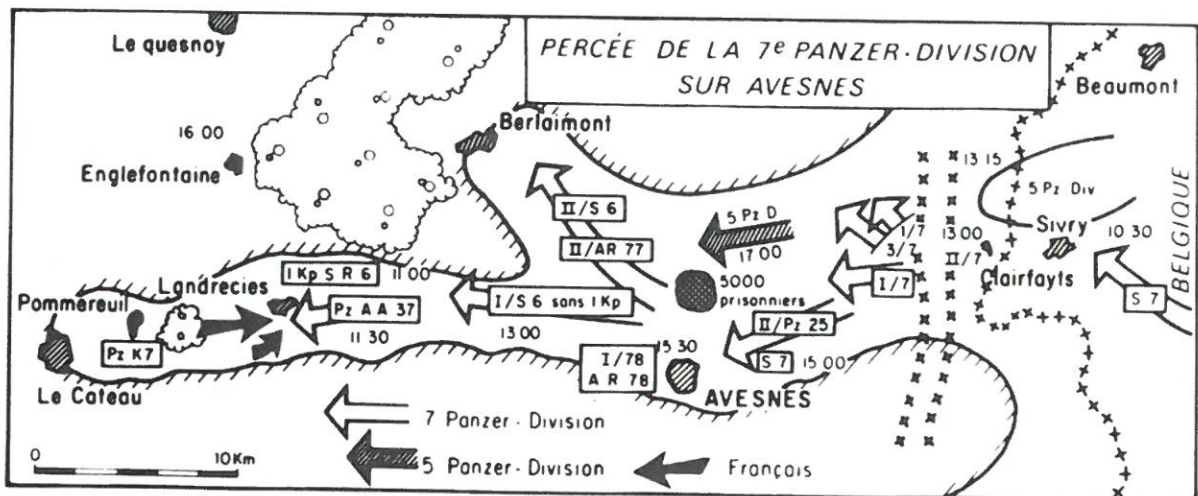 PERCÉE DE LA 7e PANZER-DIVISION
SUR AVESNES
Le quesnoy
Beaumont
Berlaimont
16 00
Englefontaine
13 15
5 Pz Div
BELGIQUE
II/S 6
5 Pz D
1/7
13 00
Sivry
10 30
II/AR 77
17 00
3/7
II/7
Clairfayts
1 Kp S R 6
11 00
Landrecies
I/7
5000
prisonniers
S 7
Pommereuil
Pz A A 37
I/S 6 sans 1 Kp
II/Pz 25
Pz K7
11 30
13 00
15 30
S 7
15 00
I/78
A R 78
Le Cateau
AVESNES
7 Panzer-Division
0
10 Km
5 Panzer-Division
Français